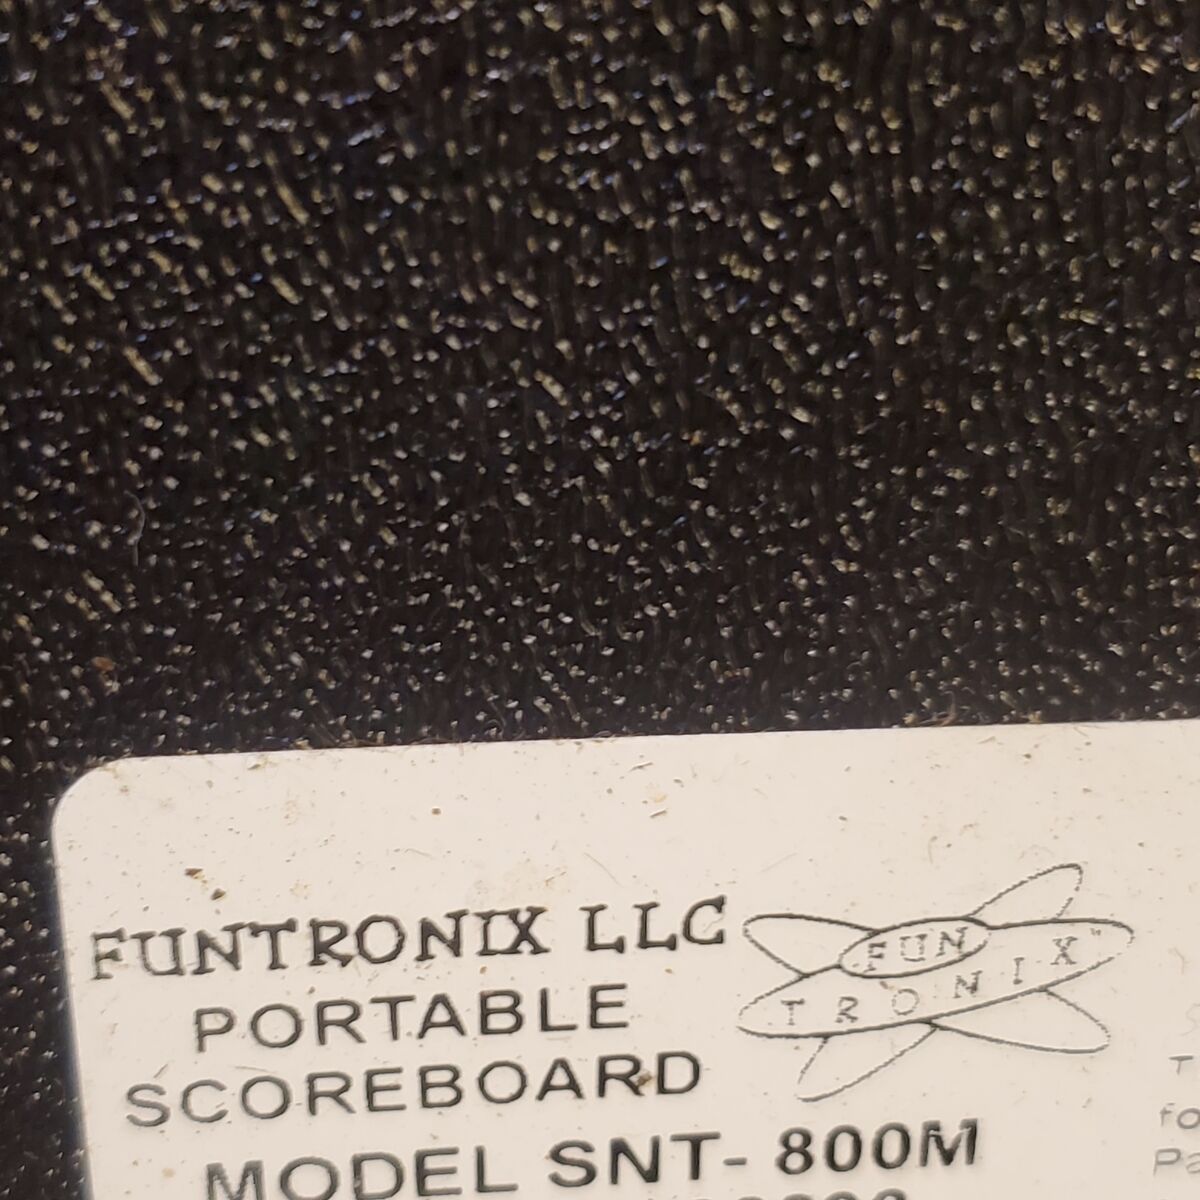 FUNTRONIX LLC
FUN
TRONIX
PORTABLE
SCOREBOARD
MODEL SNT- 800M